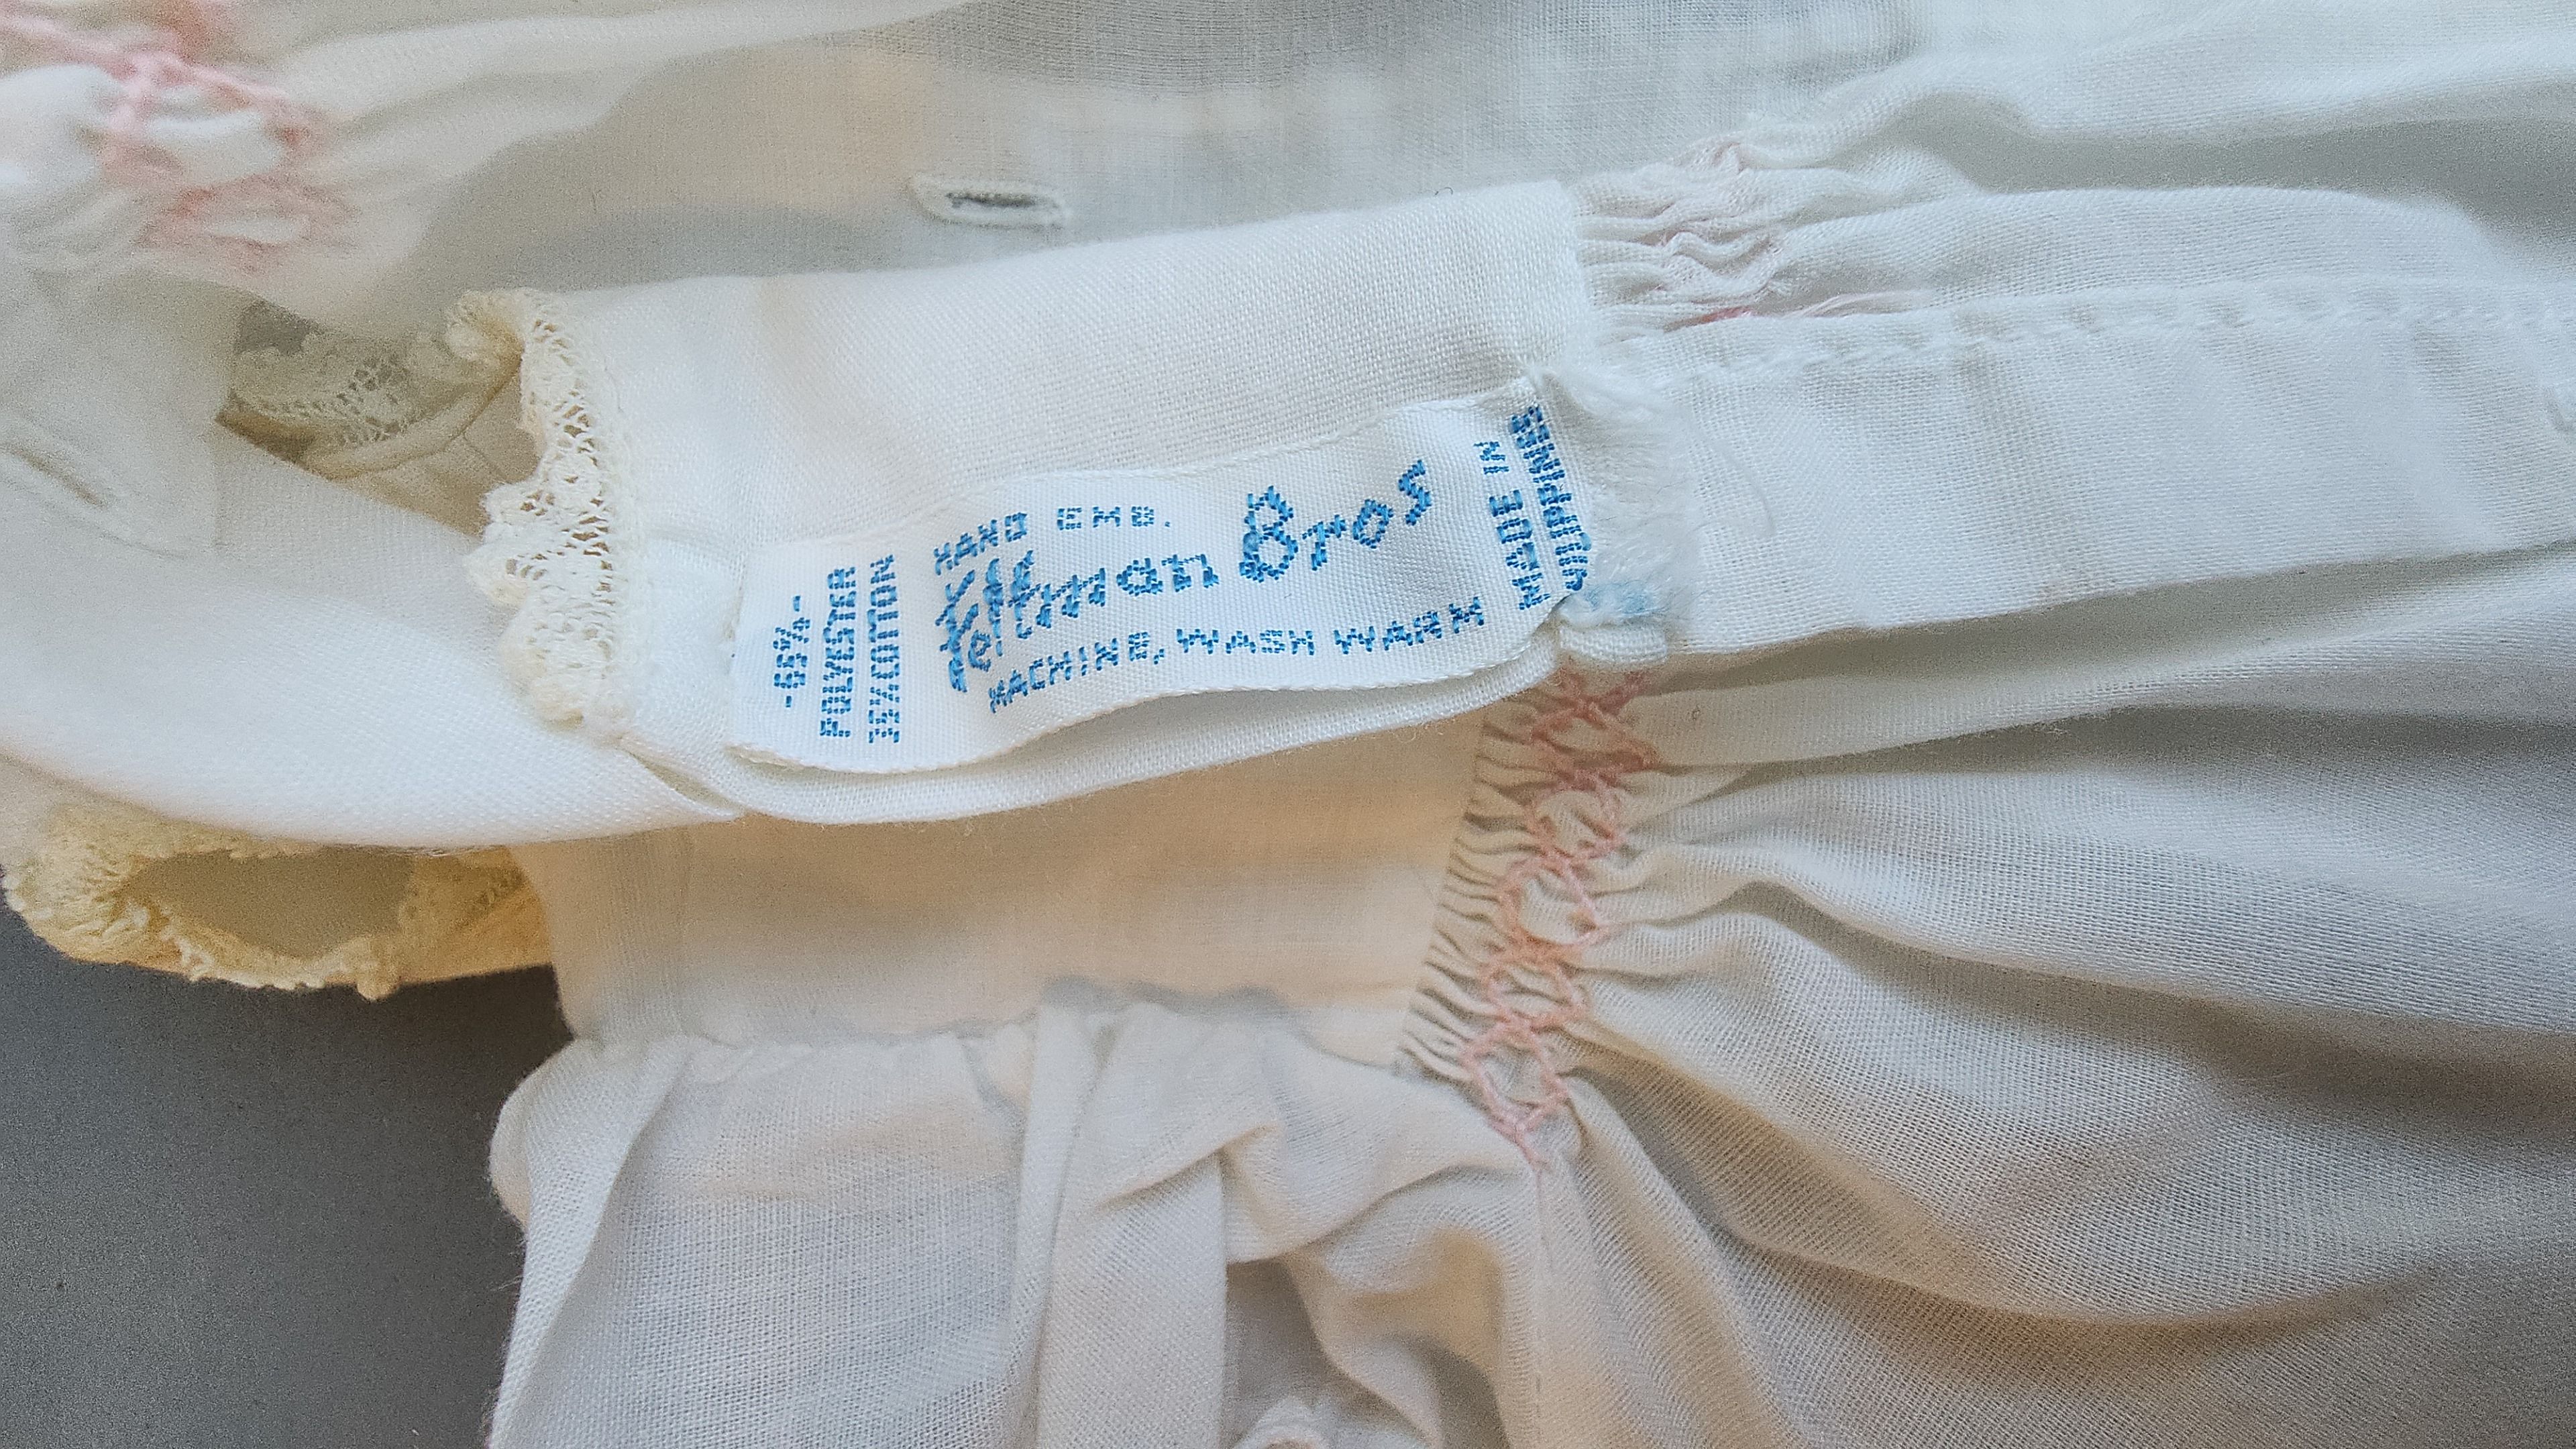 -65%-
POLYESTER
35%COTTON
HAND EMB.
Feltman Bros
MACHINE, WASH WARM
MADE IN
PHILIPPINES